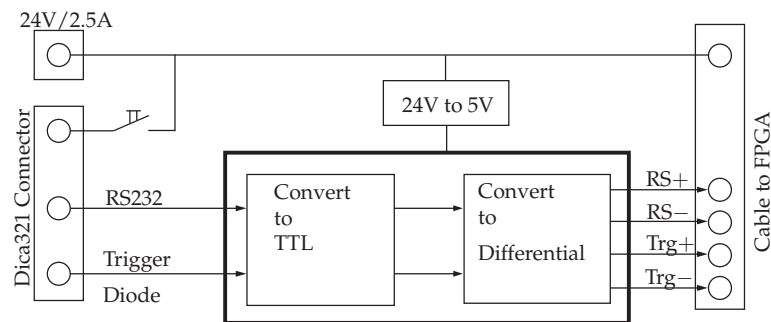 24V/2.5A
24V to 5V
Dica321 Connector
RS232
Trigger
Diode
Convert
to
TTL
Convert
to
Differential
RS+
RS−
Trg+
Trg−
Cable to FPGA